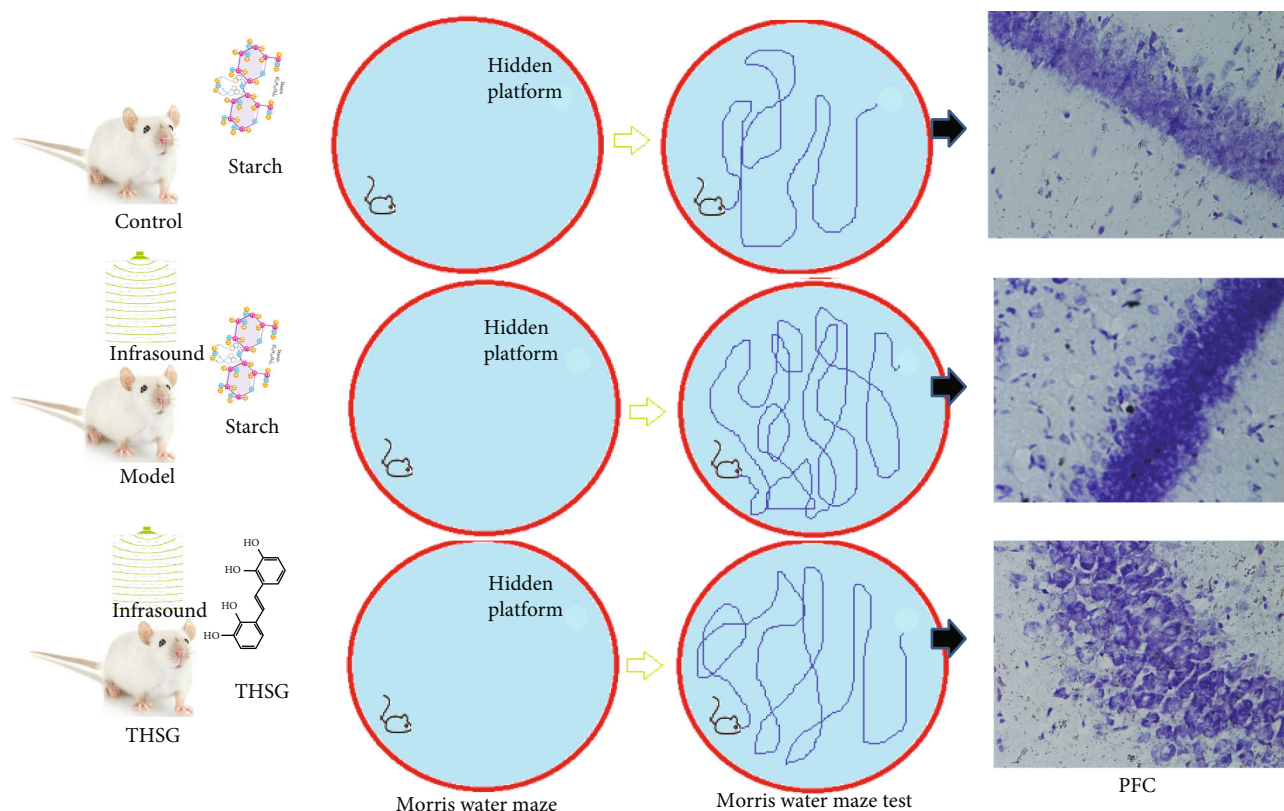 Starch
Control
Hidden
platform
Infrasound
Starch
Model
Hidden
platform
HO
HO
HO
HO
Infrasound
THSG
THSG
Hidden
platform
Morris water maze
Morris water maze test
PFC